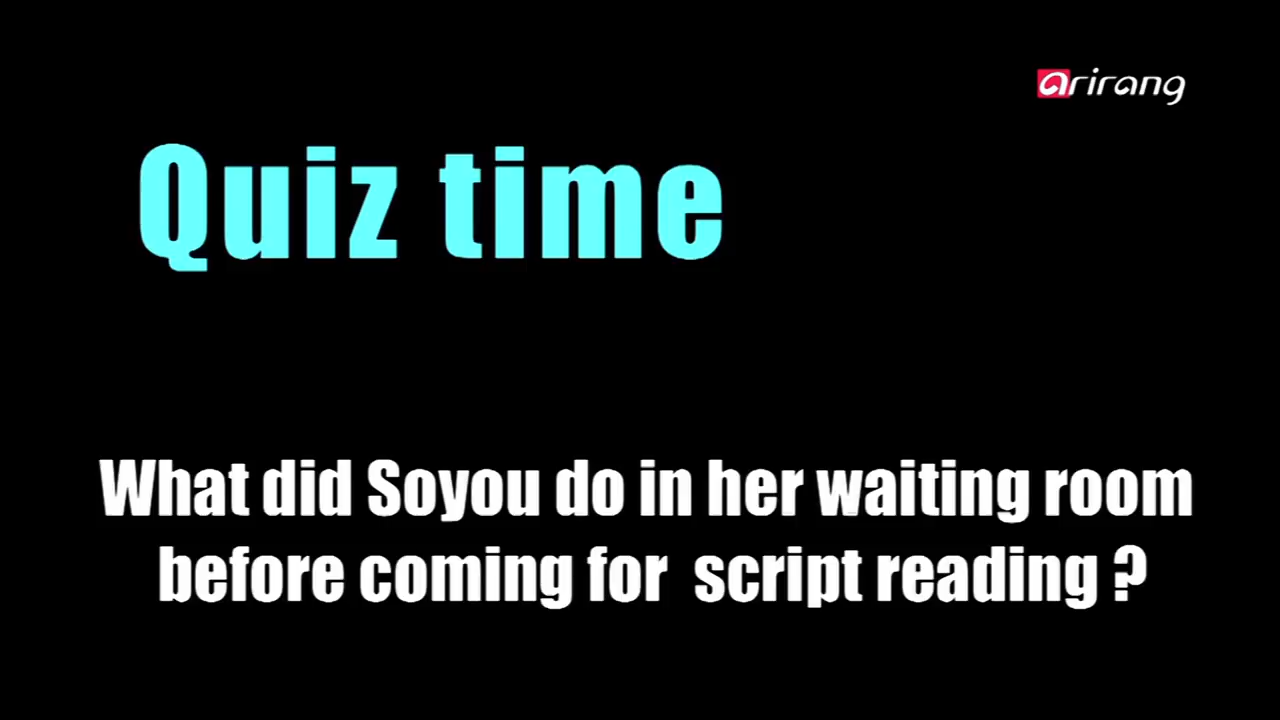 arirang
Quiz time
What did Soyou do in her waiting room
before coming for script reading ?